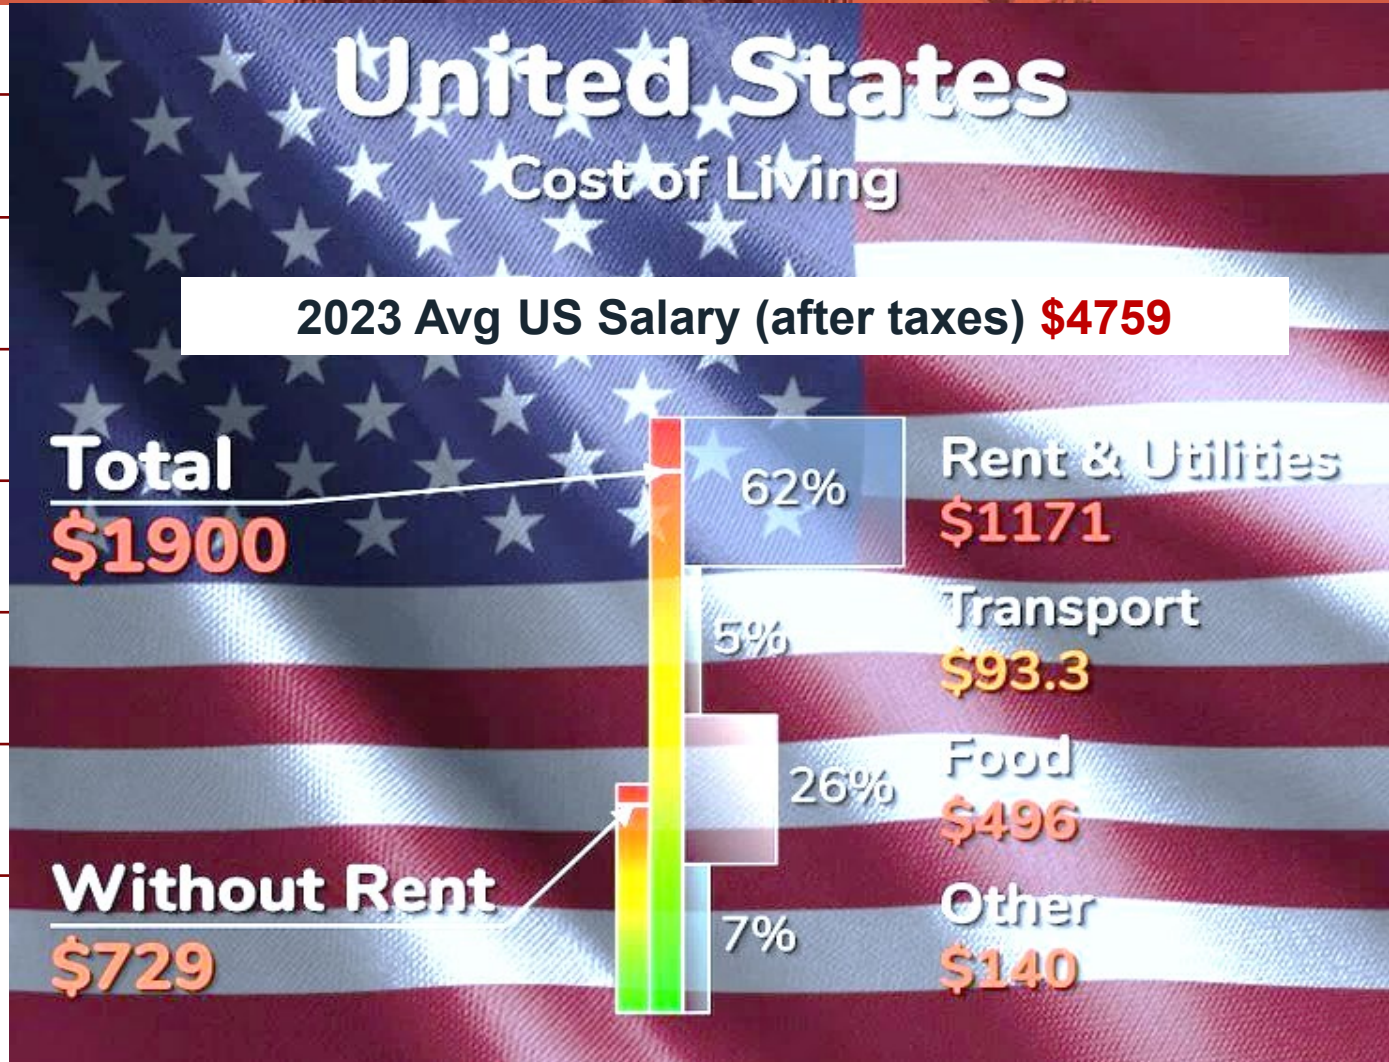 United States
Cost of Living
2023 Avg US Salary (after taxes) $4759
Total
$1900
62%
Rent & Utilities
$1171
5%
Transport
$93.3
26%
Food
$496
Without Rent
$729
7%
Other
$140